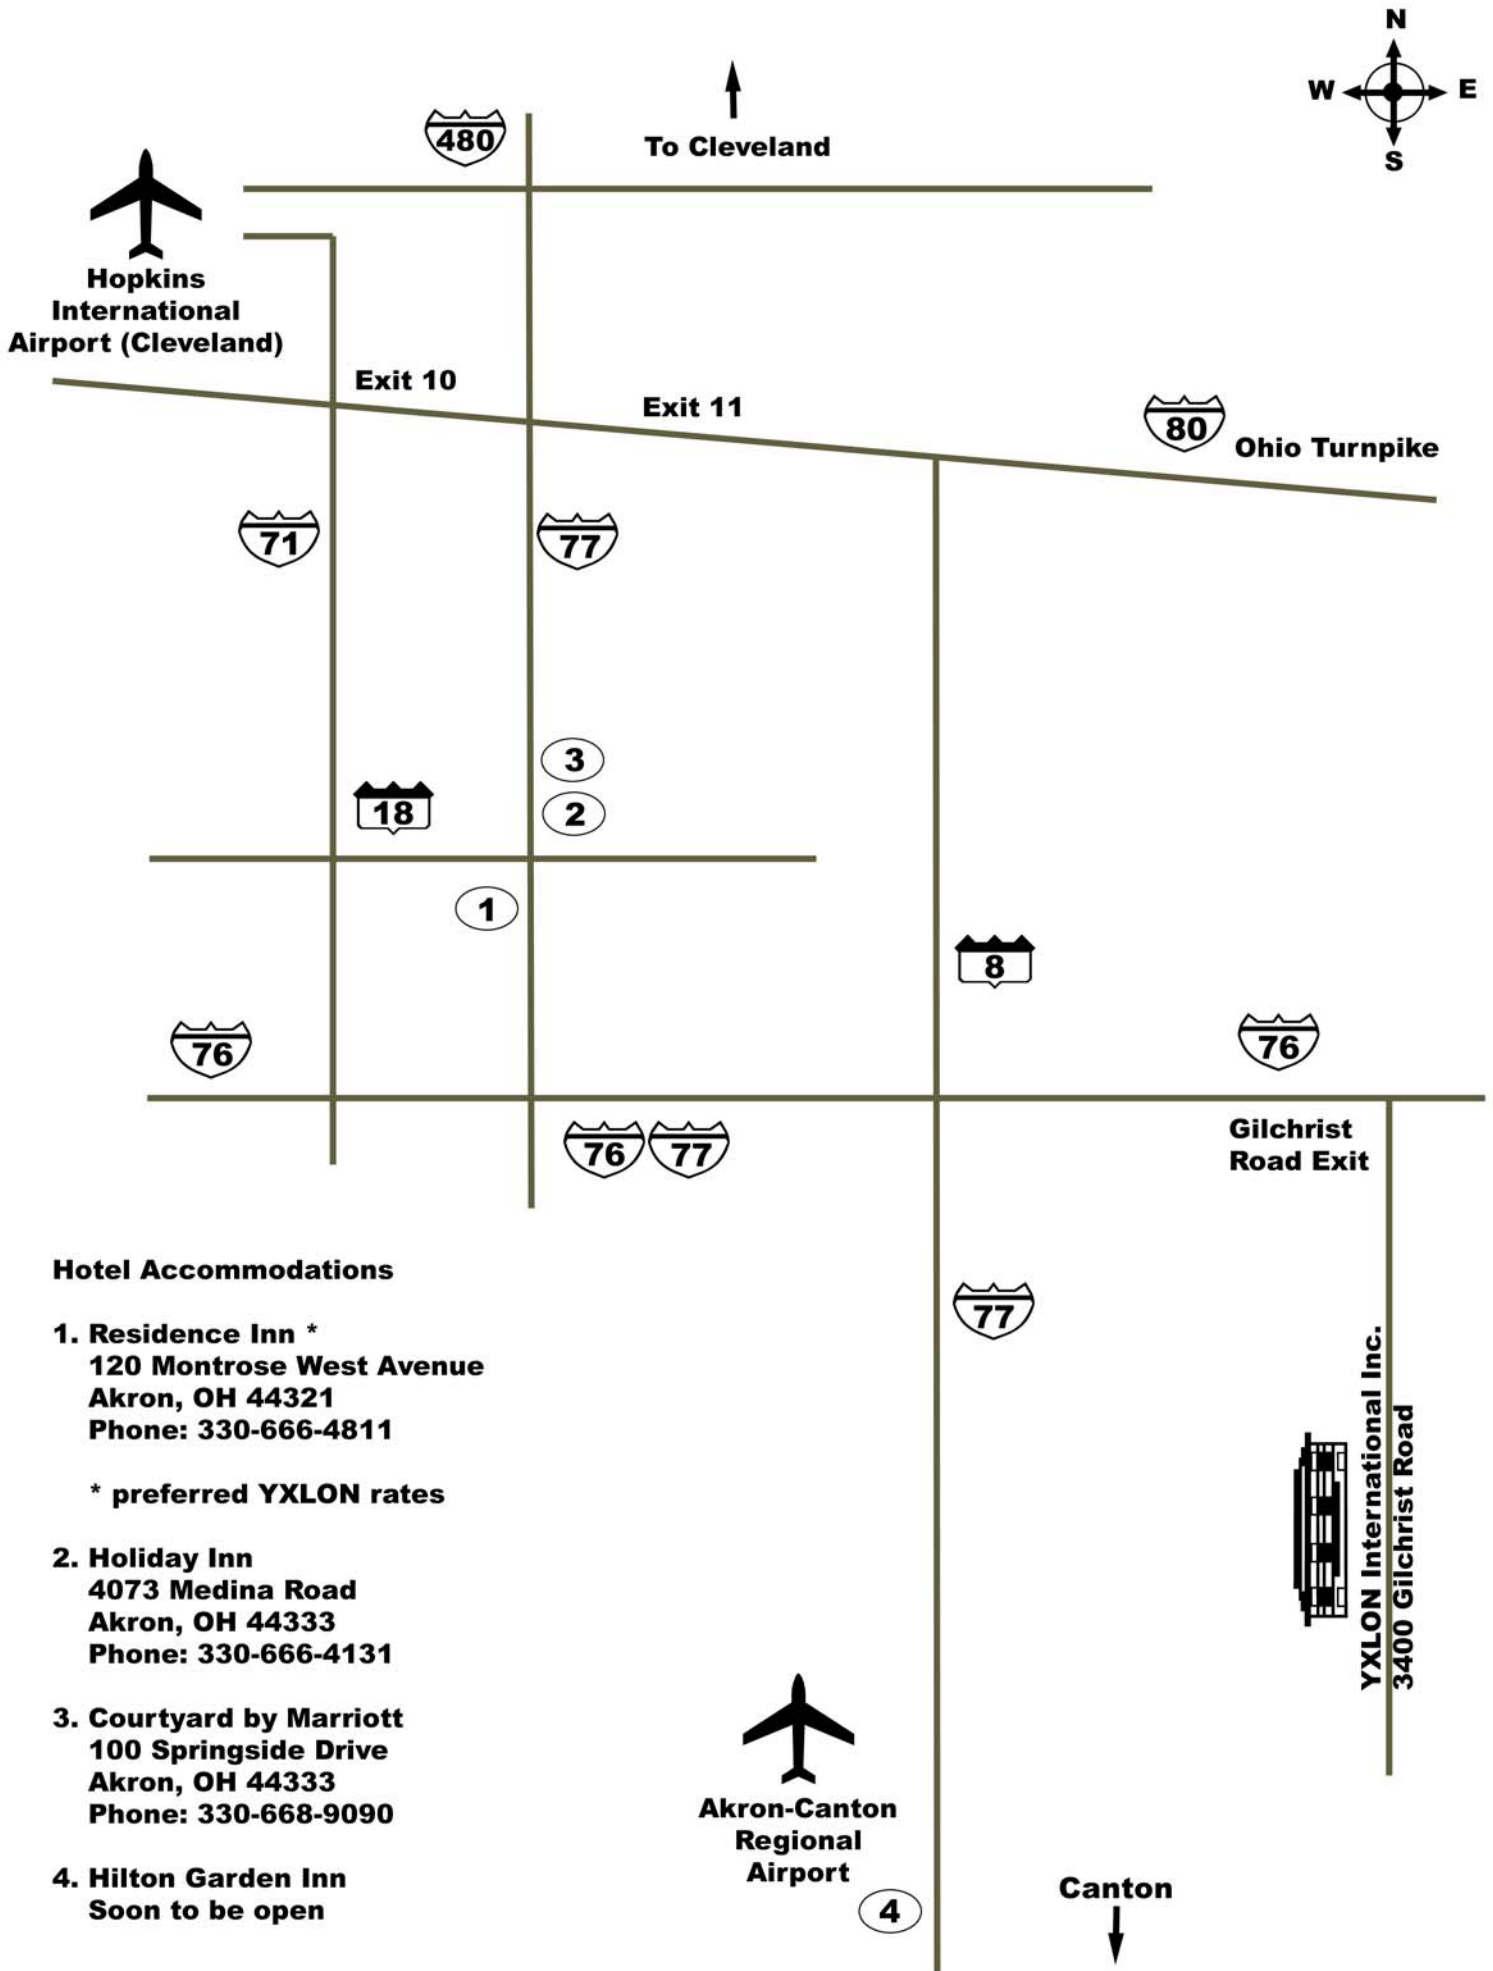 N
W E
S
480
To Cleveland
Hopkins
International
Airport (Cleveland)
Exit 10
Exit 11
80
Ohio Turnpike
71
77
3
18
2
1
8
76
76
Gilchrist
Road Exit
76
77
77
Hotel Accommodations
1. Residence Inn *
120 Montrose West Avenue
Akron, OH 44321
Phone: 330-666-4811
* preferred YXLON rates
2. Holiday Inn
4073 Medina Road
Akron, OH 44333
Phone: 330-666-4131
3. Courtyard by Marriott
100 Springside Drive
Akron, OH 44333
Phone: 330-668-9090
4. Hilton Garden Inn
Soon to be open
YXLON International Inc.
3400 Gilchrist Road
Akron-Canton
Regional
Airport
4
Canton